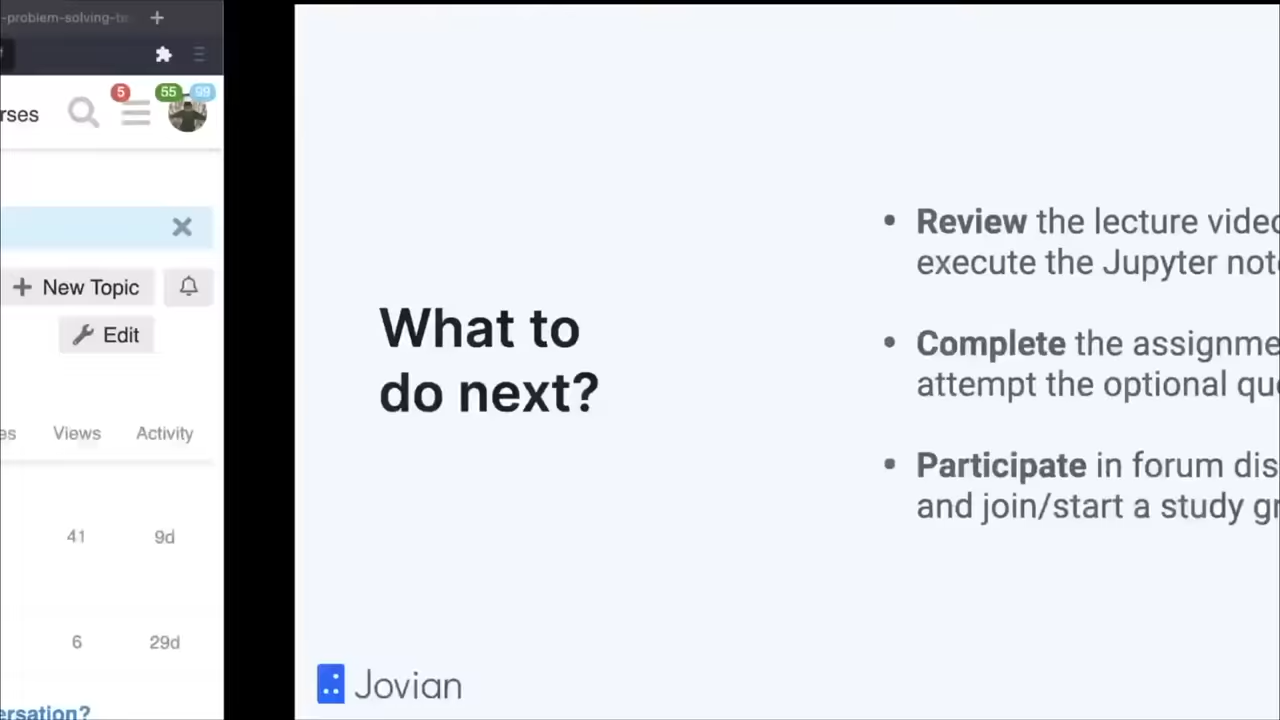 -problem-solving-te
+
rses
5
55
99
+ New Topic
Edit
es Views Activity
41 9d
6 29d
ersation?
What to
do next?
• Review the lecture video
execute the Jupyter note
• Complete the assignme
attempt the optional qu
• Participate in forum dis
and join/start a study gr
Jovian